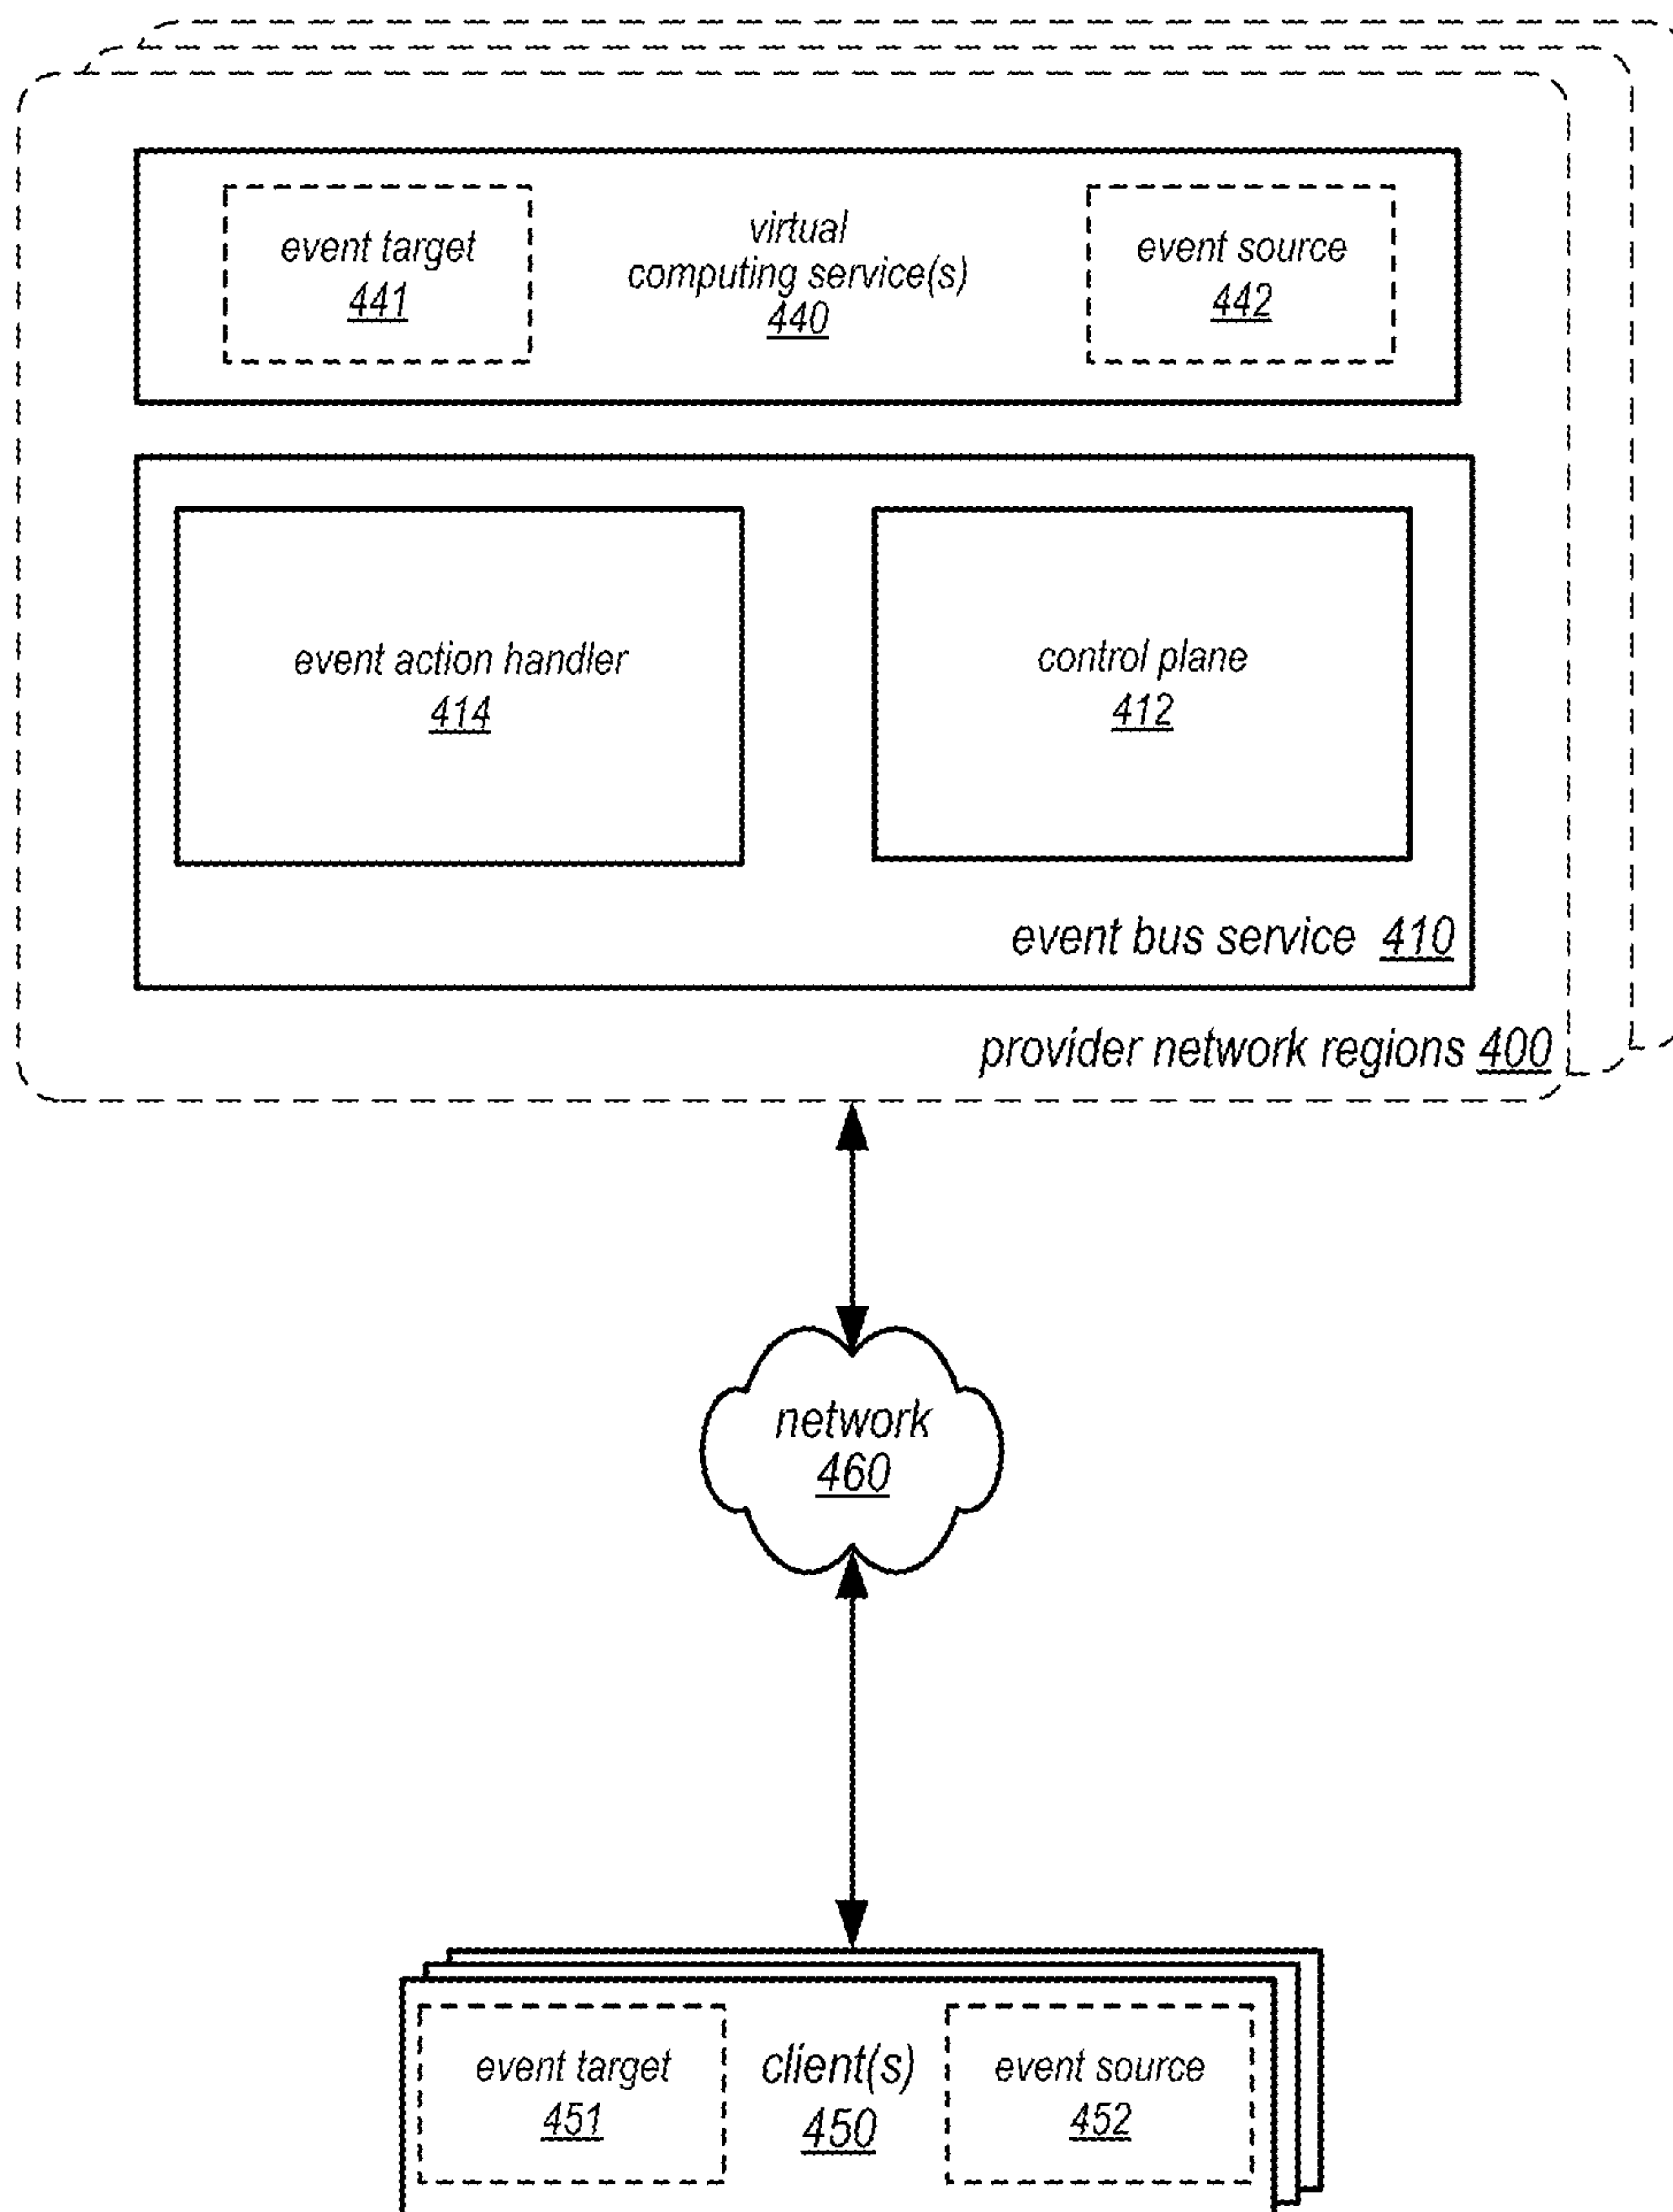 event target
441
virtual
computing service(s)
440
event source
442
event action handler
414
control plane
412
event bus service 410
provider network regions 400
network
460
event target
451
client(s)
450
event source
452